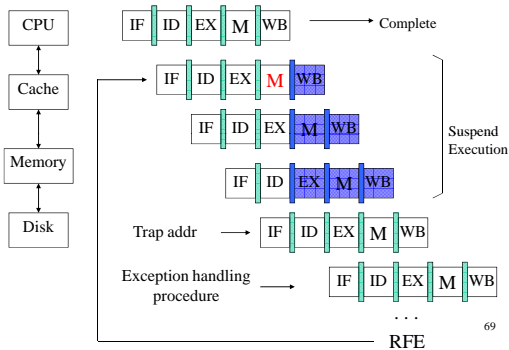 CPU
Cache
Memory
Disk
IF ID EX M WB
Complete
IF ID EX M WB
IF ID EX M WB
IF ID EX M WB
Suspend
Execution
Trap addr
IF ID EX M WB
Exception handling
procedure
IF ID EX M WB
. . .
RFE
69